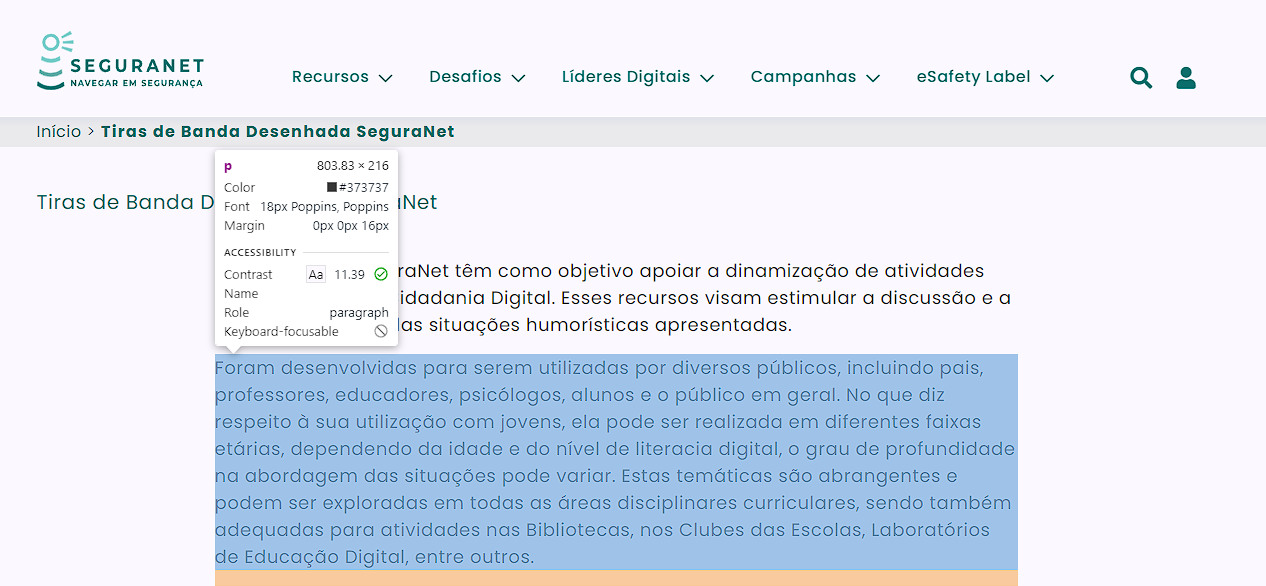 SEGURANET
NAVEGAR EM SEGURANÇA
Recursos Desafios Líderes Digitais Campanhas eSafety Label
Início > Tiras de Banda Desenhada SeguraNet
p 803.83 × 216
Color #373737
Font 18px Poppins, Poppins
Margin 0px 0px 16px
ACCESSIBILITY
Contrast Aa 11.39
Name
Role paragraph
Keyboard-focusable
Tiras de Banda D aNet
raNet têm como objetivo apoiar a dinamização de atividades
idadania Digital. Esses recursos visam estimular a discussão e a
das situações humorísticas apresentadas.
Foram desenvolvidas para serem utilizadas por diversos públicos, incluindo pais,
professores, educadores, psicólogos, alunos e o público em geral. No que diz
respeito à sua utilização com jovens, ela pode ser realizada em diferentes faixas
etárias, dependendo da idade e do nível de literacia digital, o grau de profundidade
na abordagem das situações pode variar. Estas temáticas são abrangentes e
podem ser exploradas em todas as áreas disciplinares curriculares, sendo também
adequadas para atividades nas Bibliotecas, nos Clubes das Escolas, Laboratórios
de Educação Digital, entre outros.